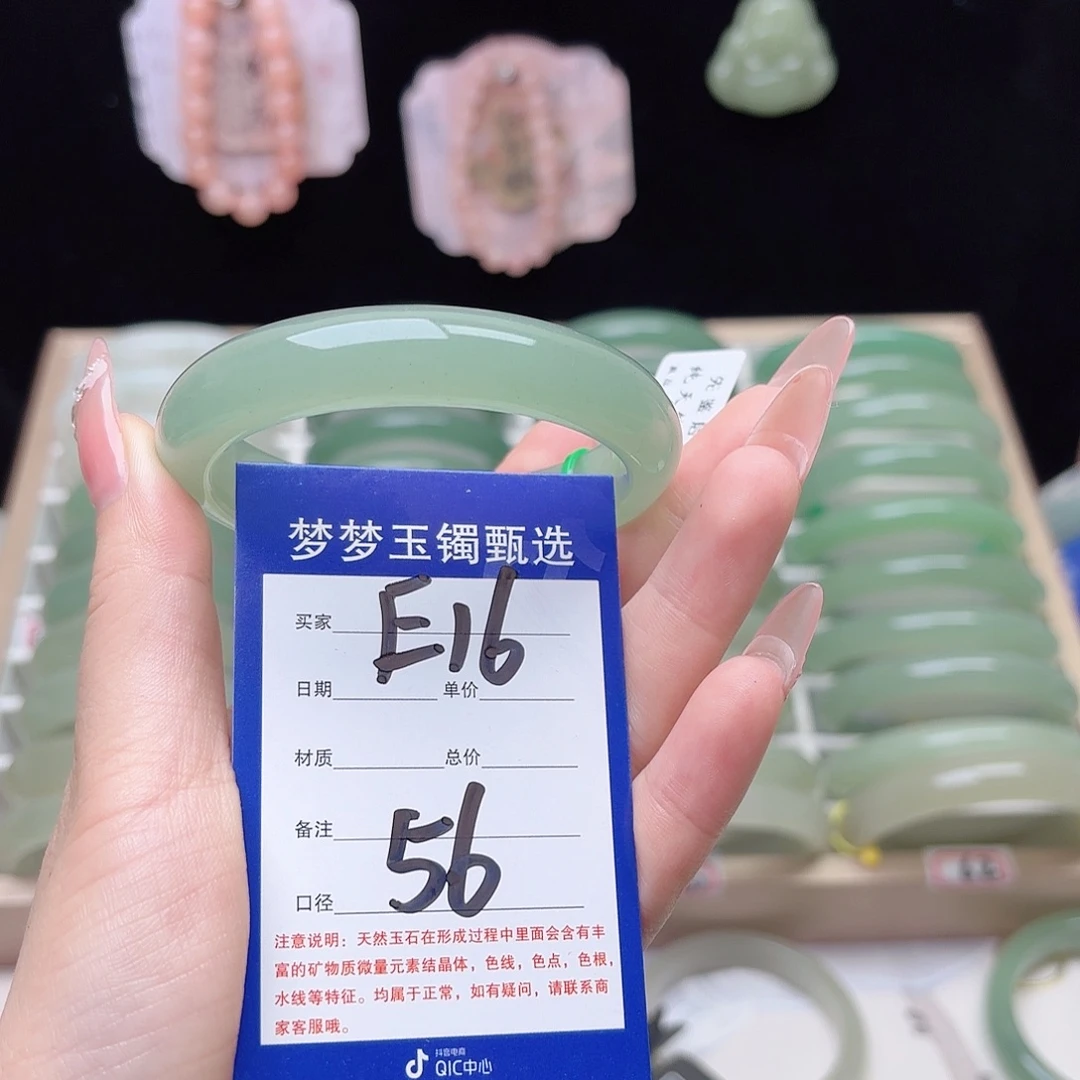 梦梦玉镯甄选
买家 E16
日期 单价
材质 总价
备注 56
口径
注意说明：天然玉石在形成过程中里面会含有丰
富的矿物质微量元素结晶体，色线，色点，色根，
水线等特征。均属于正常，如有疑问，请联系商
家客服哦。
抖音电商
QIC中心